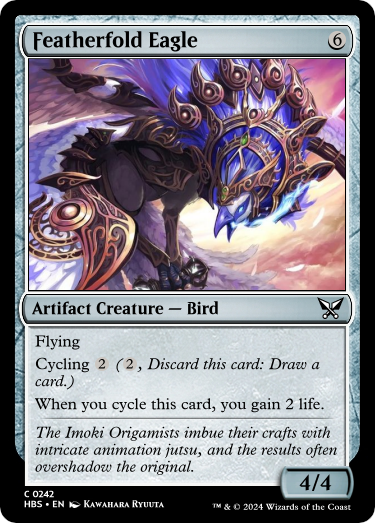 Featherfold Eagle 6
Artifact Creature — Bird
Flying
Cycling 2 (2, Discard this card: Draw a
card.)
When you cycle this card, you gain 2 life.
The Imoki Origamists imbue their crafts with
intricate animation jutsu, and the results often
overshadow the original.
4/4
C 0242
HBS • EN Kawahara Ryuuta
™ & © 2024 Wizards of the Coast